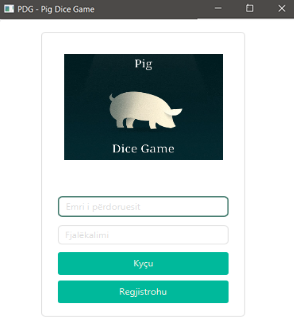 PDG - Pig Dice Game
Pig
Dice Game
Emri i përdoruesit
Fjalëkalimi
Kyçu
Regjistrohu